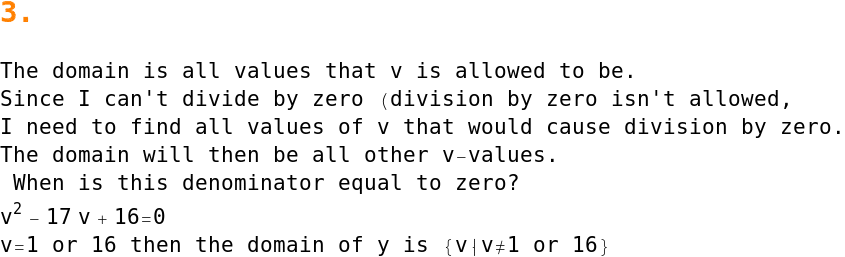 3.
The domain is all values that v is allowed to be.
Since I can't divide by zero (division by zero isn't allowed,
I need to find all values of v that would cause division by zero.
The domain will then be all other v-values.
When is this denominator equal to zero?
v² - 17 v + 16=0
v=1 or 16 then the domain of y is {v|v≠1 or 16}